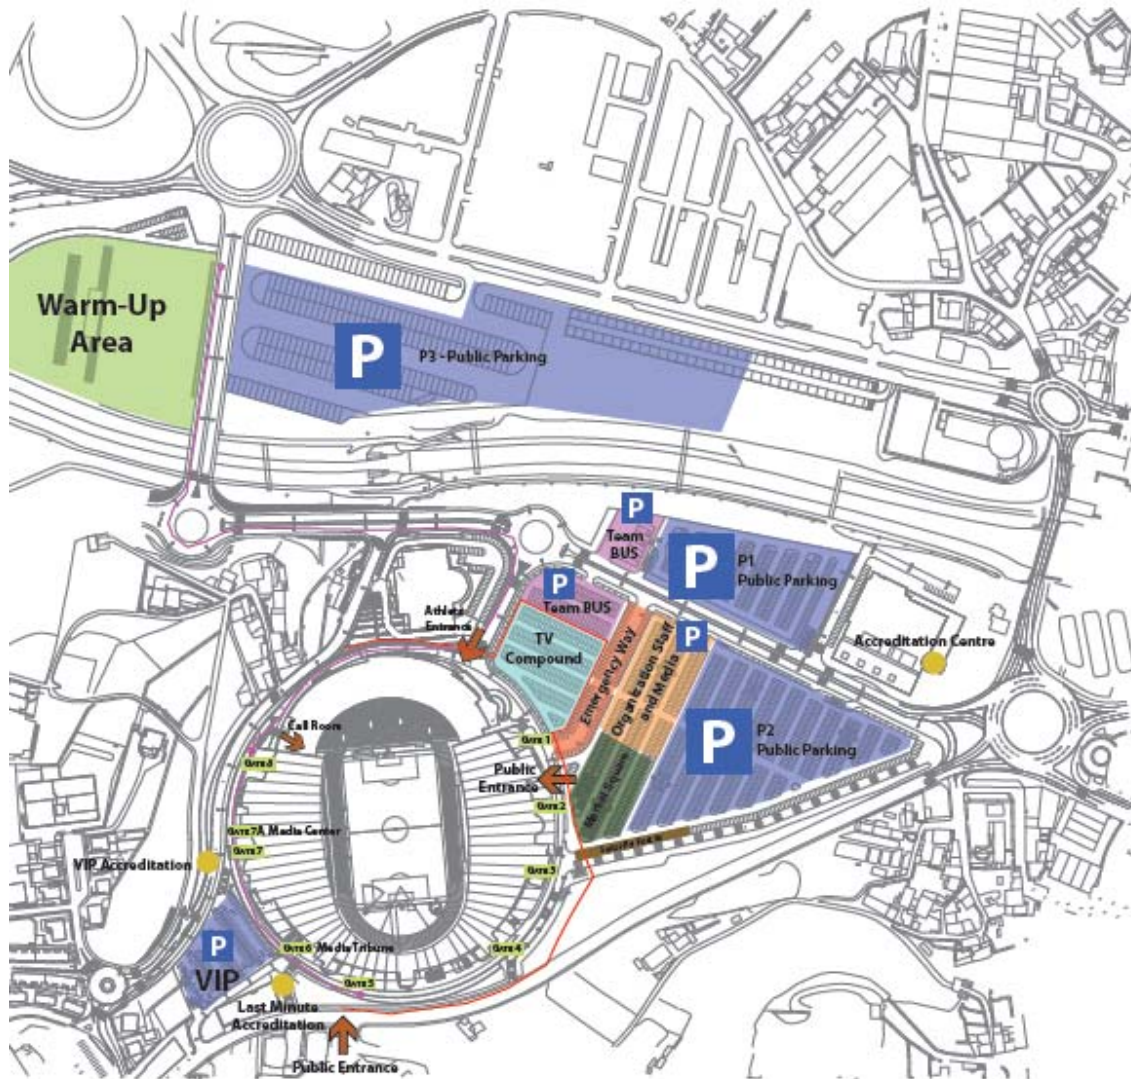 Warm-Up
Area
P
P3 - Public Parking
P
Team
BUS
P
P1
Public Parking
P
Team BUS
Athlete
Entrance
TV
Compound
Emergency Way
Organization Staff
and Media
P
Accreditation Centre
P
P2
Public Parking
Call Room
GATE 8
GATE 1
Public
Entrance
GATE 2
GATE 7A Media Center
GATE 7
VIP Accreditation
GATE 3
P
VIP
GATE 6 Media Tribune
GATE 4
GATE 5
Last Minute
Accreditation
Public Entrance